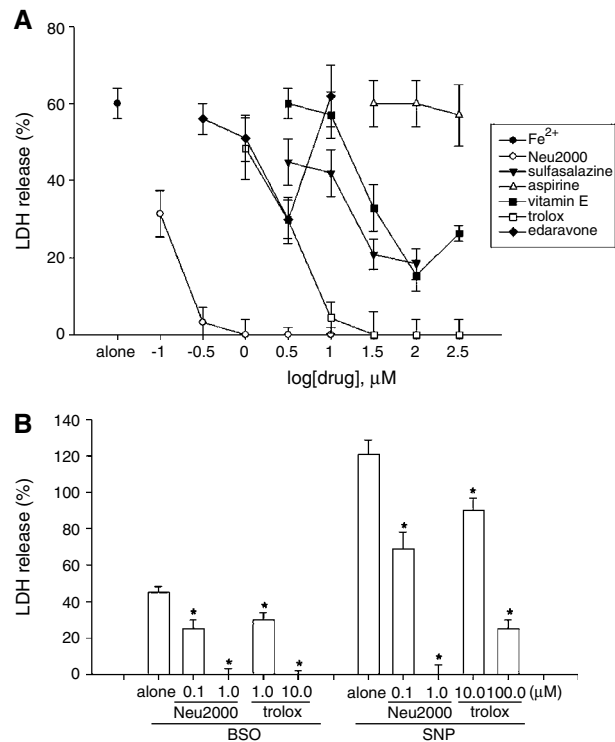 A
LDH release (%)
80
60
40
20
0
alone -1 -0.5 0 0.5 1 1.5 2 2.5
log[drug], μM
Fe2+
Neu2000
sulfasalazine
aspirine
vitamin E
trolox
edaravone
B
LDH release (%)
140
120
100
80
60
40
20
0
* * * * * * * *
alone 0.1 1.0 1.0 10.0 alone 0.1 1.0 10.0 100.0 (μM)
Neu2000 trolox Neu2000 trolox
BSO SNP